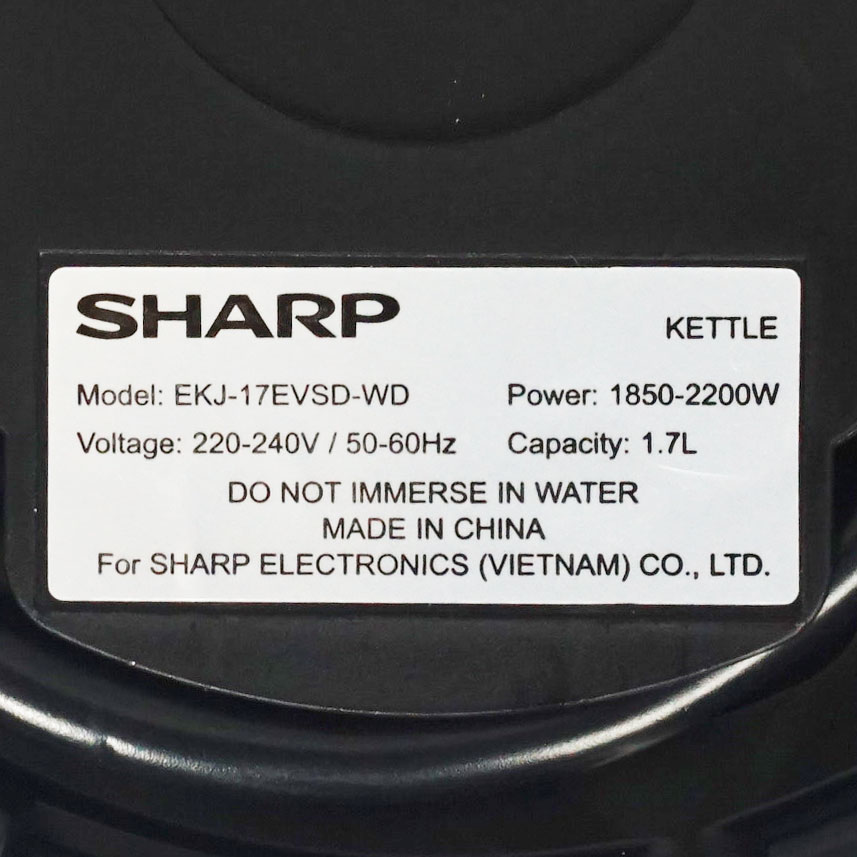 SHARP
KETTLE
Model: EKJ-17EVSD-WD Power: 1850-2200W
Voltage: 220-240V / 50-60Hz Capacity: 1.7L
DO NOT IMMERSE IN WATER
MADE IN CHINA
For SHARP ELECTRONICS (VIETNAM) CO., LTD.